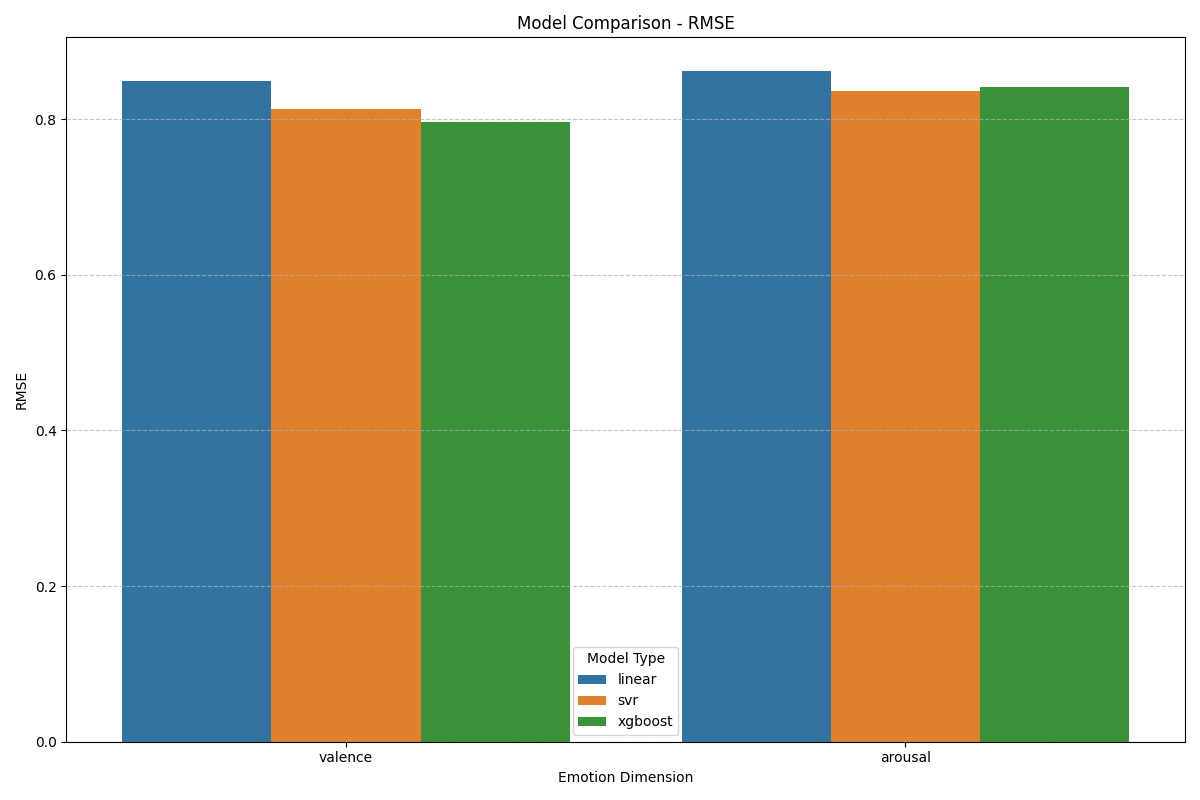 Model Comparison - RMSE
RMSE
0.8
0.6
0.4
0.2
0.0
Model Type
linear
svr
xgboost
valence
arousal
Emotion Dimension